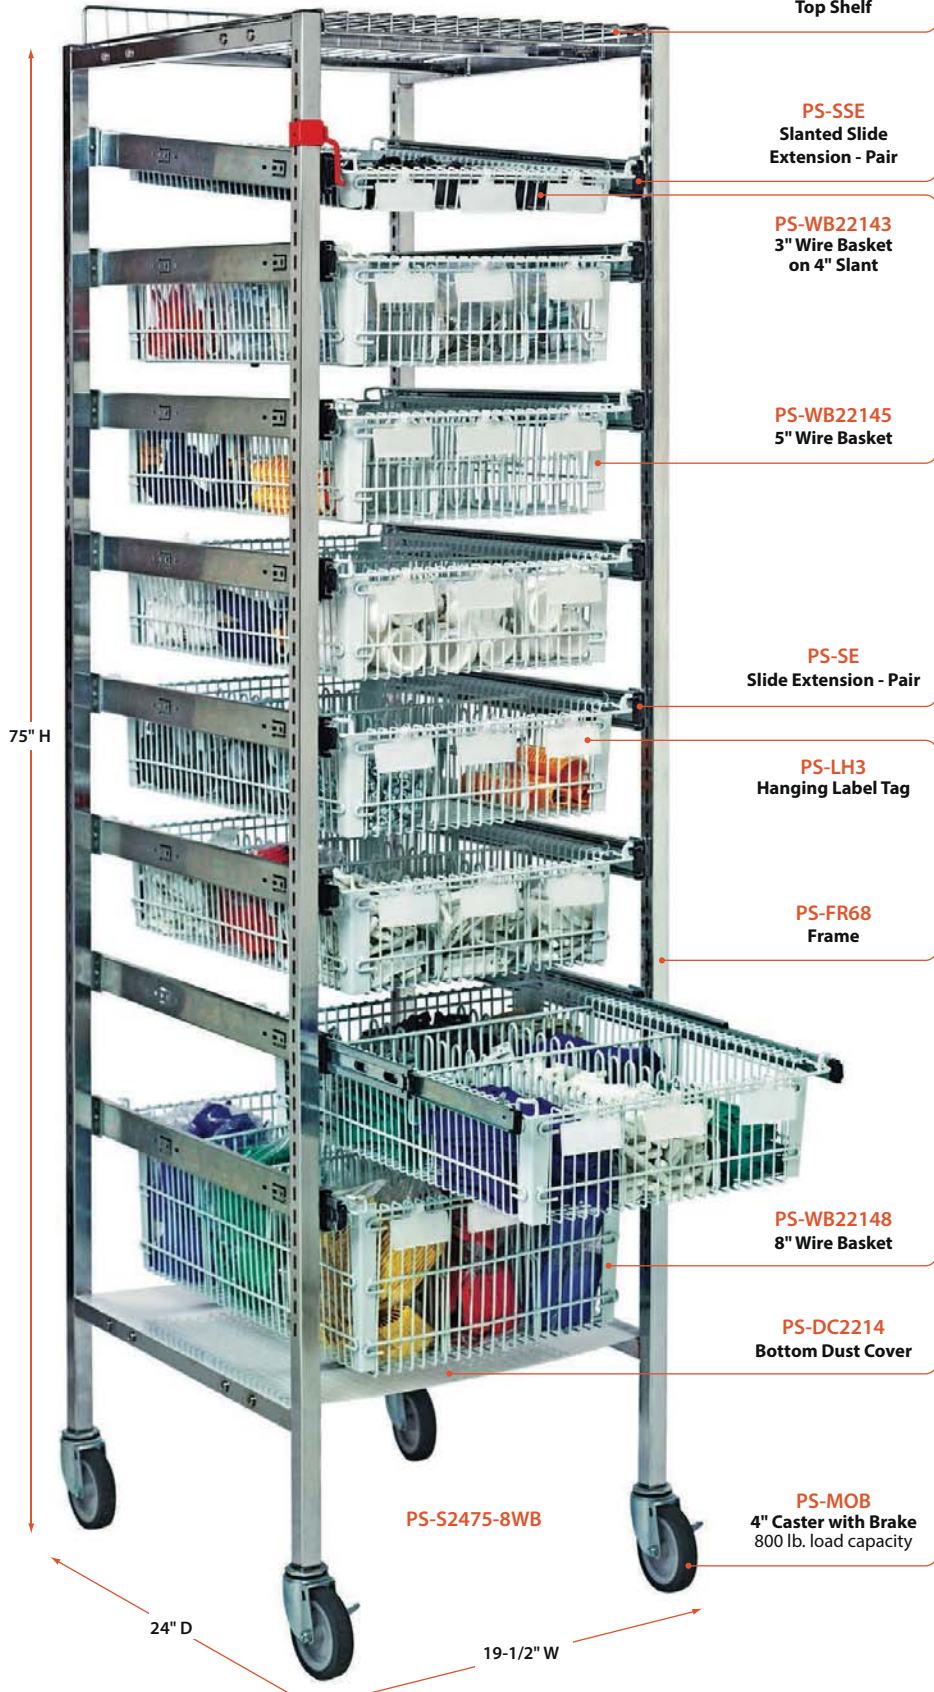 Top Shelf
PS-SSE
Slanted Slide
Extension - Pair
PS-WB22143
3" Wire Basket
on 4" Slant
PS-WB22145
5" Wire Basket
PS-SE
Slide Extension - Pair
75" H
PS-LH3
Hanging Label Tag
PS-FR68
Frame
PS-WB22148
8" Wire Basket
PS-DC2214
Bottom Dust Cover
PS-S2475-8WB
PS-MOB
4" Caster with Brake
800 lb. load capacity
24" D
19-1/2" W